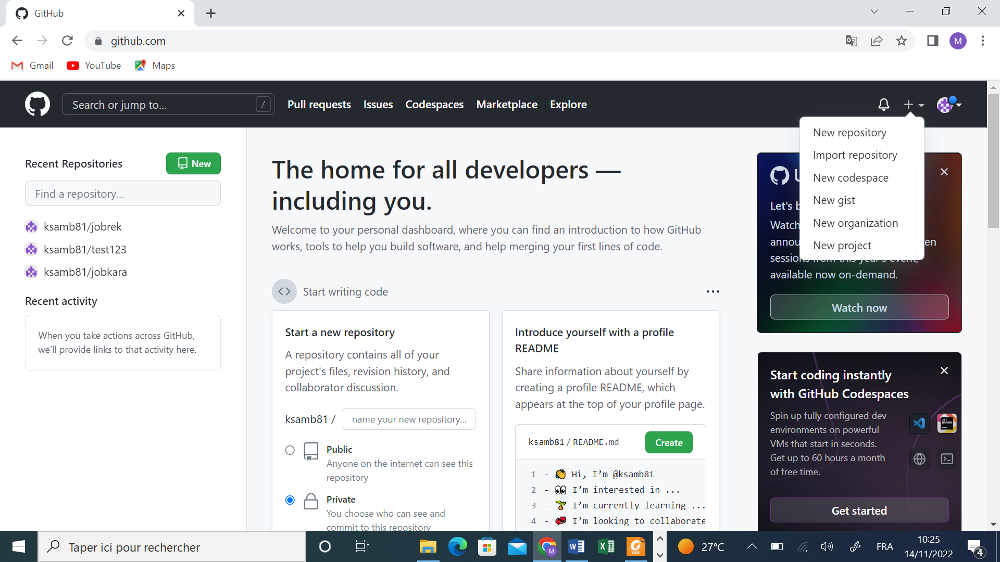 GitHub
github.com
M
Gmail
YouTube
Maps
Search or jump to...
/
Pull requests
Issues
Codespaces
Marketplace
Explore
New repository
Import repository
New codespace
New gist
New organization
New project
Recent Repositories
New
Find a repository...
ksamb81/jobrek
ksamb81/test123
ksamb81/jobkara
Recent activity
When you take actions across GitHub,
we’ll provide links to that activity here.
The home for all developers —
including you.
Welcome to your personal dashboard, where you can find an introduction to how GitHub
works, tools to help you build software, and help merging your first lines of code.
Start writing code
Start a new repository
A repository contains all of your
project's files, revision history, and
collaborator discussion.
ksamb81 /
name your new repository...
Public
Anyone on the internet can see this
repository
Private
You choose who can see and
commit to this repository
Introduce yourself with a profile
README
Share information about yourself by
creating a profile README, which
appears at the top of your profile page.
ksamb81 / README.md
Create
1 - 👋 Hi, I’m @ksamb81
2 - 👀 I’m interested in ...
3 - 🌱 I’m currently learning ...
4 - 💞️ I’m looking to collaborate
Let's
Watch
sessions from this year's event,
available now on-demand.
Watch now
Start coding instantly
with GitHub Codespaces
Spin up fully configured dev
environments on powerful
VMs that start in seconds.
Get up to 60 hours a month
of free time.
JET
BRAINS
Get started
Taper ici pour rechercher
M
PDF
27°C
FRA
10:25
14/11/2022
4